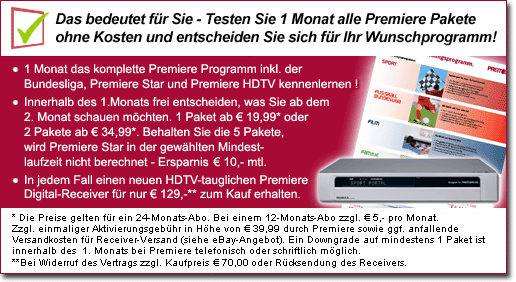 Das bedeutet für Sie - Testen Sie 1 Monat alle Premiere Pakete
ohne Kosten und entscheiden Sie sich für Ihr Wunschprogramm!
• 1 Monat das komplette Premiere Programm inkl. der
Bundesliga, Premiere Star und Premiere HDTV kennenlernen !
• Innerhalb des 1.Monats frei entscheiden, was Sie ab dem
2. Monat schauen möchten. 1 Paket ab € 19,99* oder
2 Pakete ab € 34,99*. Behalten Sie die 5 Pakete,
wird Premiere Star in der gewählten Mindest-
laufzeit nicht berechnet - Ersparnis € 10,- mtl.
• In jedem Fall einen neuen HDTV-tauglichen Premiere
Digital-Receiver für nur € 129,-** zum Kauf erhalten.
SPORT
FUSSBALL
BUNDESLIGA
FILM
* Die Preise gelten für ein 24-Monats-Abo. Bei einem 12-Monats-Abo zzgl. € 5,- pro Monat.
Zzgl. einmaliger Aktivierungsgebühr in Höhe von € 39,99 durch Premiere sowie ggf. anfallende
Versandkosten für Receiver-Versand (siehe eBay-Angebot). Ein Downgrade auf mindestens 1 Paket ist
innerhalb des 1. Monats bei Premiere telefonisch oder schriftlich möglich.
**Bei Widerruf des Vertrags zzgl. Kaufpreis € 70,00 oder Rücksendung des Receivers.